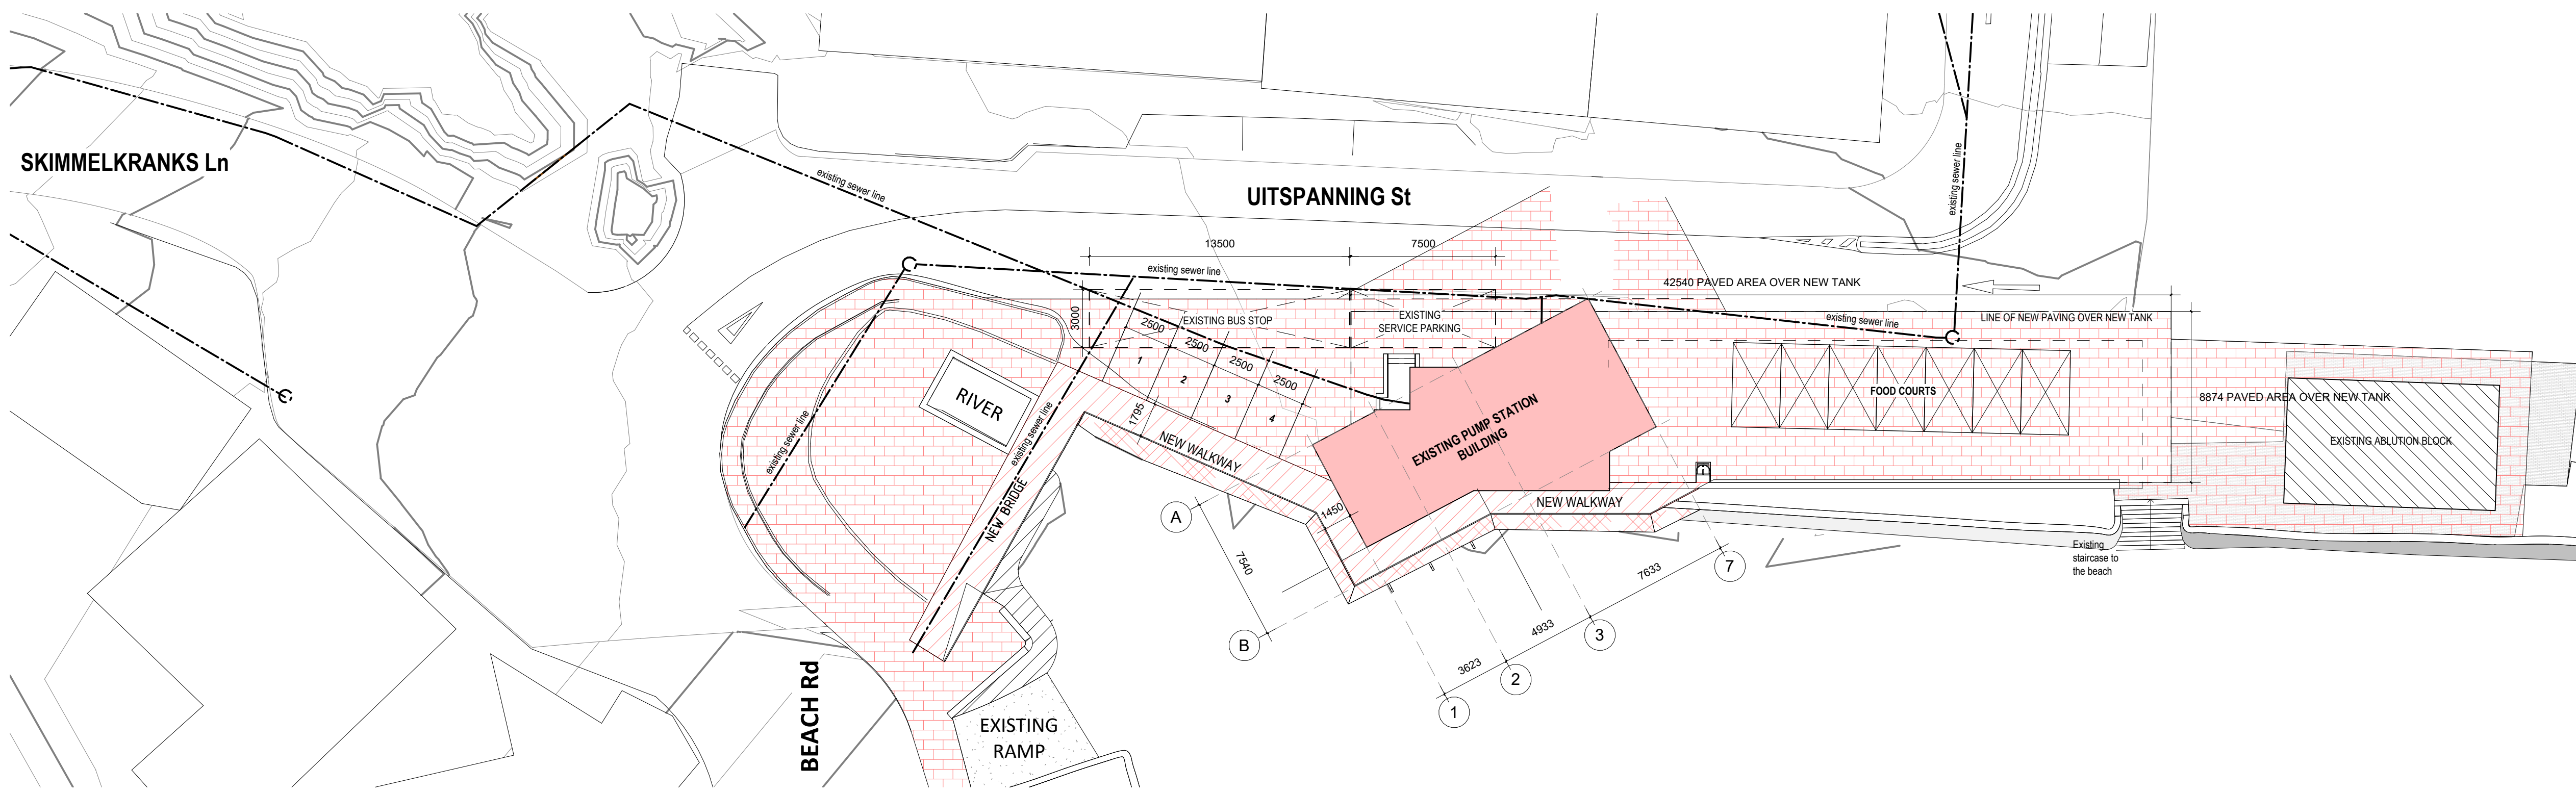 SKIMMELKRANKS Ln
existing sewer line
UITSPANNING St
existing sewer line
13500
7500
existing sewer line
42540 PAVED AREA OVER NEW TANK
3000
EXISTING BUS STOP
EXISTING
SERVICE PARKING
existing sewer line
LINE OF NEW PAVING OVER NEW TANK
2500
2500
2500
2500
1
2
3
4
1795
RIVER
FOOD COURTS
8874 PAVED AREA OVER NEW TANK
EXISTING ABLUTION BLOCK
existing sewer line
existing sewer line
NEW BRIDGE
NEW WALKWAY
EXISTING PUMP STATION
BUILDING
NEW WALKWAY
1450
A
7540
B
Existing
staircase to
the beach
7633
7
4933
3
3623
2
1
BEACH Rd
EXISTING
RAMP